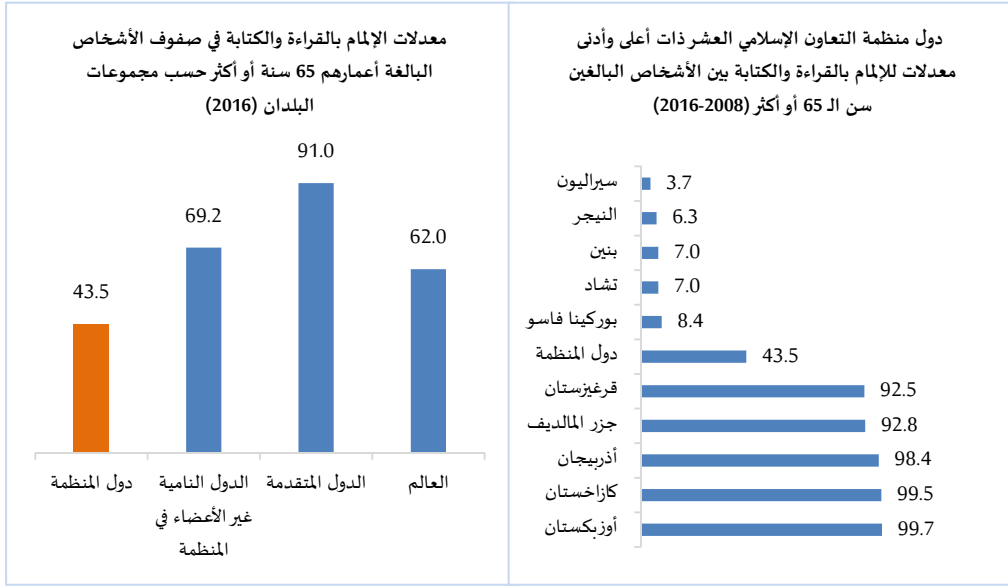 دول منظمة التعاون الإسلامي العشر ذات أعلى وأدنى
معدلات للإلمام بالقراءة والكتابة بين الأشخاص البالغين
سن الـ 65 أو أكثر (2008-2016)
سيراليون 3.7
النيجر 6.3
بنين 7.0
تشاد 7.0
بوركينا فاسو 8.4
دول المنظمة 43.5
قرغيزستان 92.5
جزر المالديف 92.8
أذربيجان 98.4
كازاخستان 99.5
أوزبكستان 99.7
معدلات الإلمام بالقراءة والكتابة في صفوف الأشخاص
البالغة أعمارهم 65 سنة أو أكثر حسب مجموعات
البلدان (2016)
43.5
69.2
91.0
62.0
دول المنظمة
الدول النامية
غير الأعضاء في
المنظمة
الدول المتقدمة
العالم